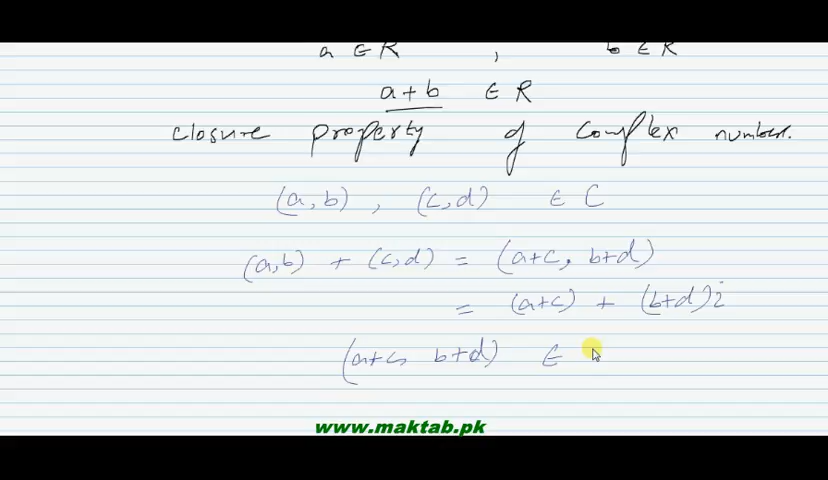 a ∈ R , b ∈ R
a + b ∈ R
closure property of complex number.
(a, b) , (c, d) ∈ C
(a, b) + (c, d) = (a+c, b+d)
= (a+c) + (b+d)i
(a+c, b+d) ∈
www.maktab.pk